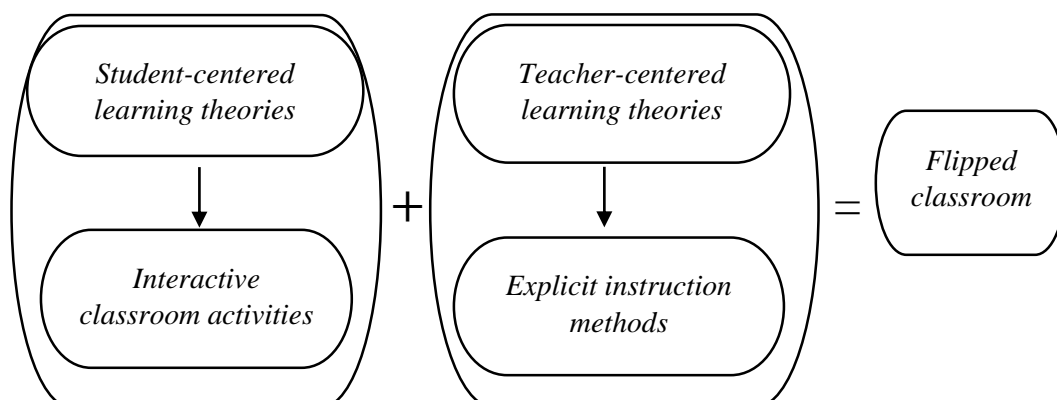 Student-centered
learning theories
Interactive
classroom activities
+
Teacher-centered
learning theories
Explicit instruction
methods
=
Flipped
classroom